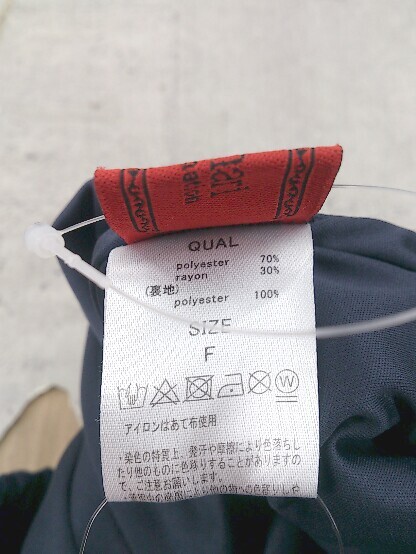 QUAL
polyester 70%
rayon 30%
(裏地)
polyester 100%
SIZE
F
アイロンはあて布使用
・染色の特質上、発汗や摩擦により色落ちし
たり他のものに色移りすることがありますの
で、ご注意お願いします。